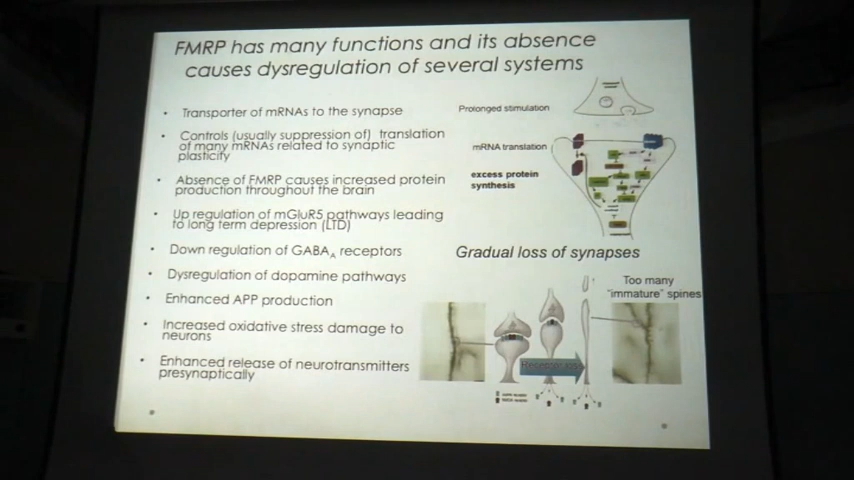 FMRP has many functions and its absence
causes dysregulation of several systems
• Transporter of mRNAs to the synapse
• Controls (usually suppression of) translation
of many mRNAs related to synaptic
plasticity
• Absence of FMRP causes increased protein
production throughout the brain
• Up regulation of mGluR5 pathways leading
to long term depression (LTD)
• Down regulation of GABAA receptors
• Dysregulation of dopamine pathways
• Enhanced APP production
• Increased oxidative stress damage to
neurons
• Enhanced release of neurotransmitters
presynaptically
Prolonged stimulation
mRNA translation
excess protein
synthesis
Gradual loss of synapses
Too many
"immature" spines